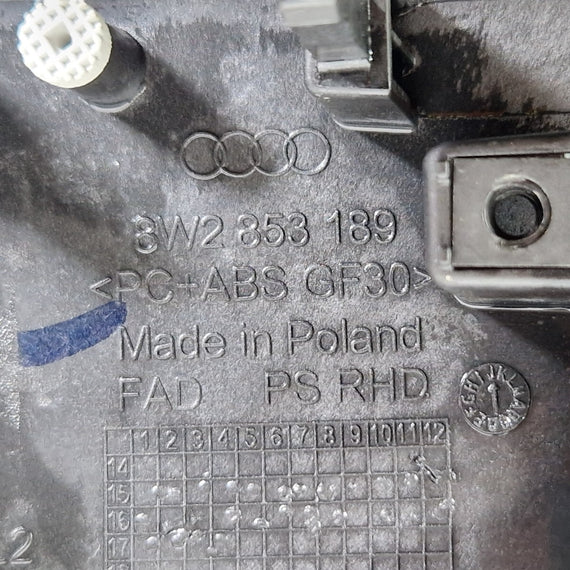 8W2 853 189
<PC+ABS GF30>
Made in Poland
FAD PS RHD
1 2 3 4 5 6 7 8 9 10 11 12
14
15
16
17